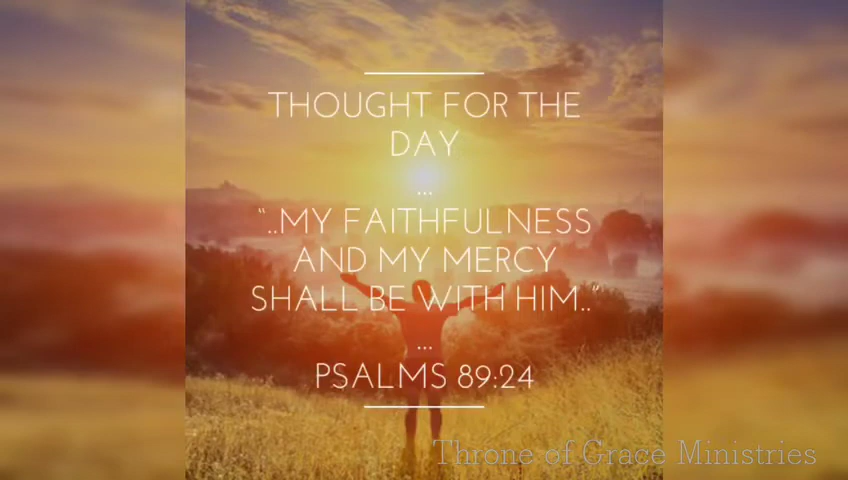 THOUGHT FOR THE
DAY
...
“..MY FAITHFULNESS
AND MY MERCY
SHALL BE WITH HIM..”
...
PSALMS 89:24
Throne of Grace Ministries